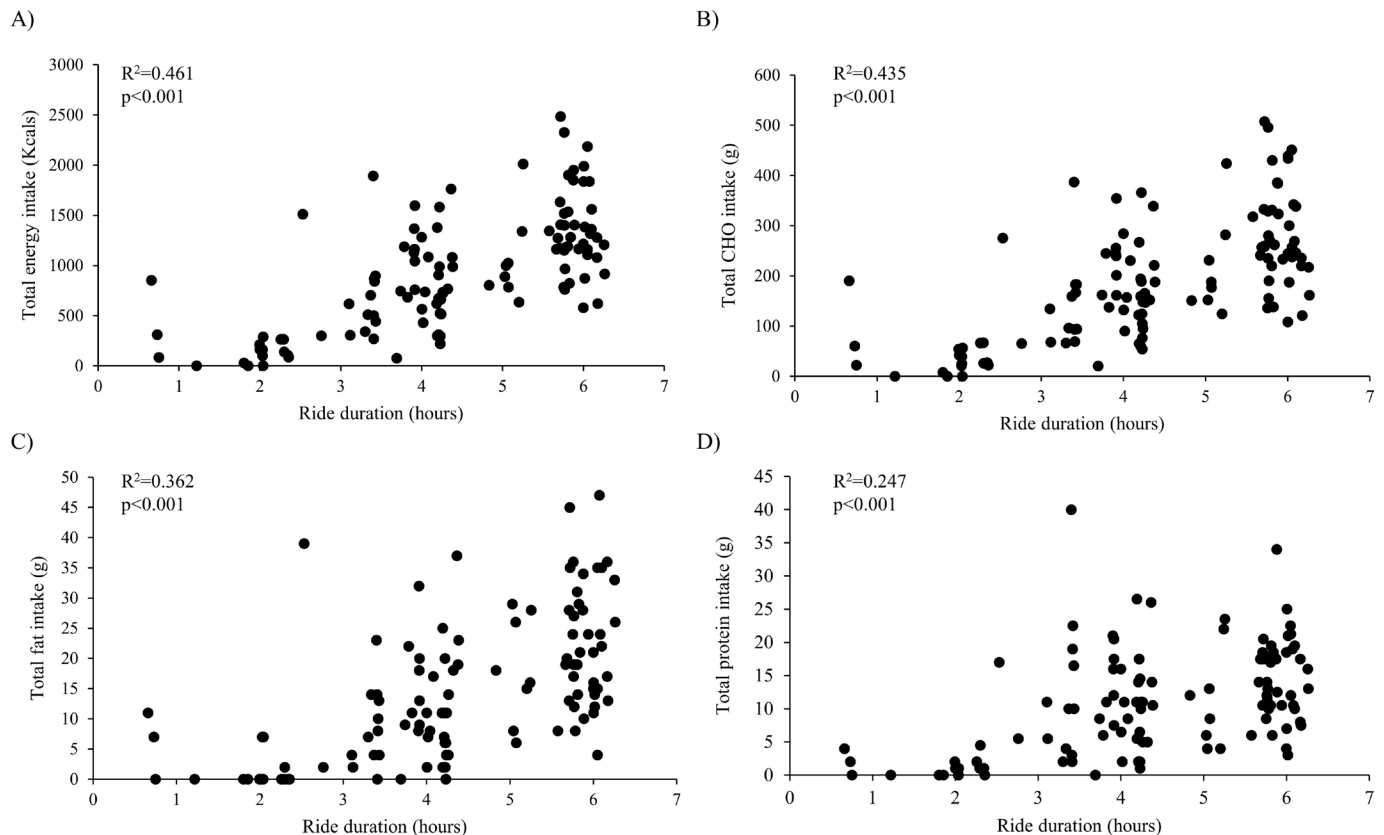 A)
R²=0.461
p<0.001
Total energy intake (Kcals)
3000
2500
2000
1500
1000
500
0
0 1 2 3 4 5 6 7
Ride duration (hours)
B)
R²=0.435
p<0.001
Total CHO intake (g)
600
500
400
300
200
100
0
0 1 2 3 4 5 6 7
Ride duration (hours)
C)
R²=0.362
p<0.001
Total fat intake (g)
50
45
40
35
30
25
20
15
10
5
0
0 1 2 3 4 5 6 7
Ride duration (hours)
D)
R²=0.247
p<0.001
Total protein intake (g)
45
40
35
30
25
20
15
10
5
0
0 1 2 3 4 5 6 7
Ride duration (hours)